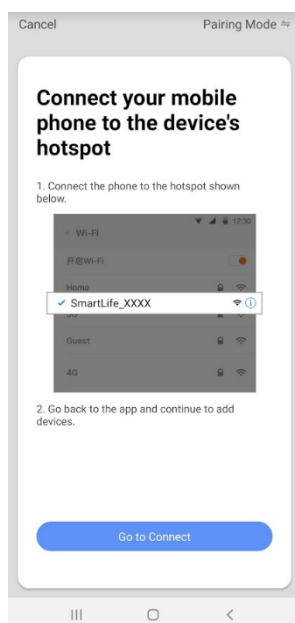 Cancel
Pairing Mode
Connect your mobile
phone to the device's
hotspot
1. Connect the phone to the hotspot shown
below.
12:30
Wi-Fi
开启Wi-Fi
Home
SmartLife_XXXX
5G
Guest
4G
2. Go back to the app and continue to add
devices.
Go to Connect